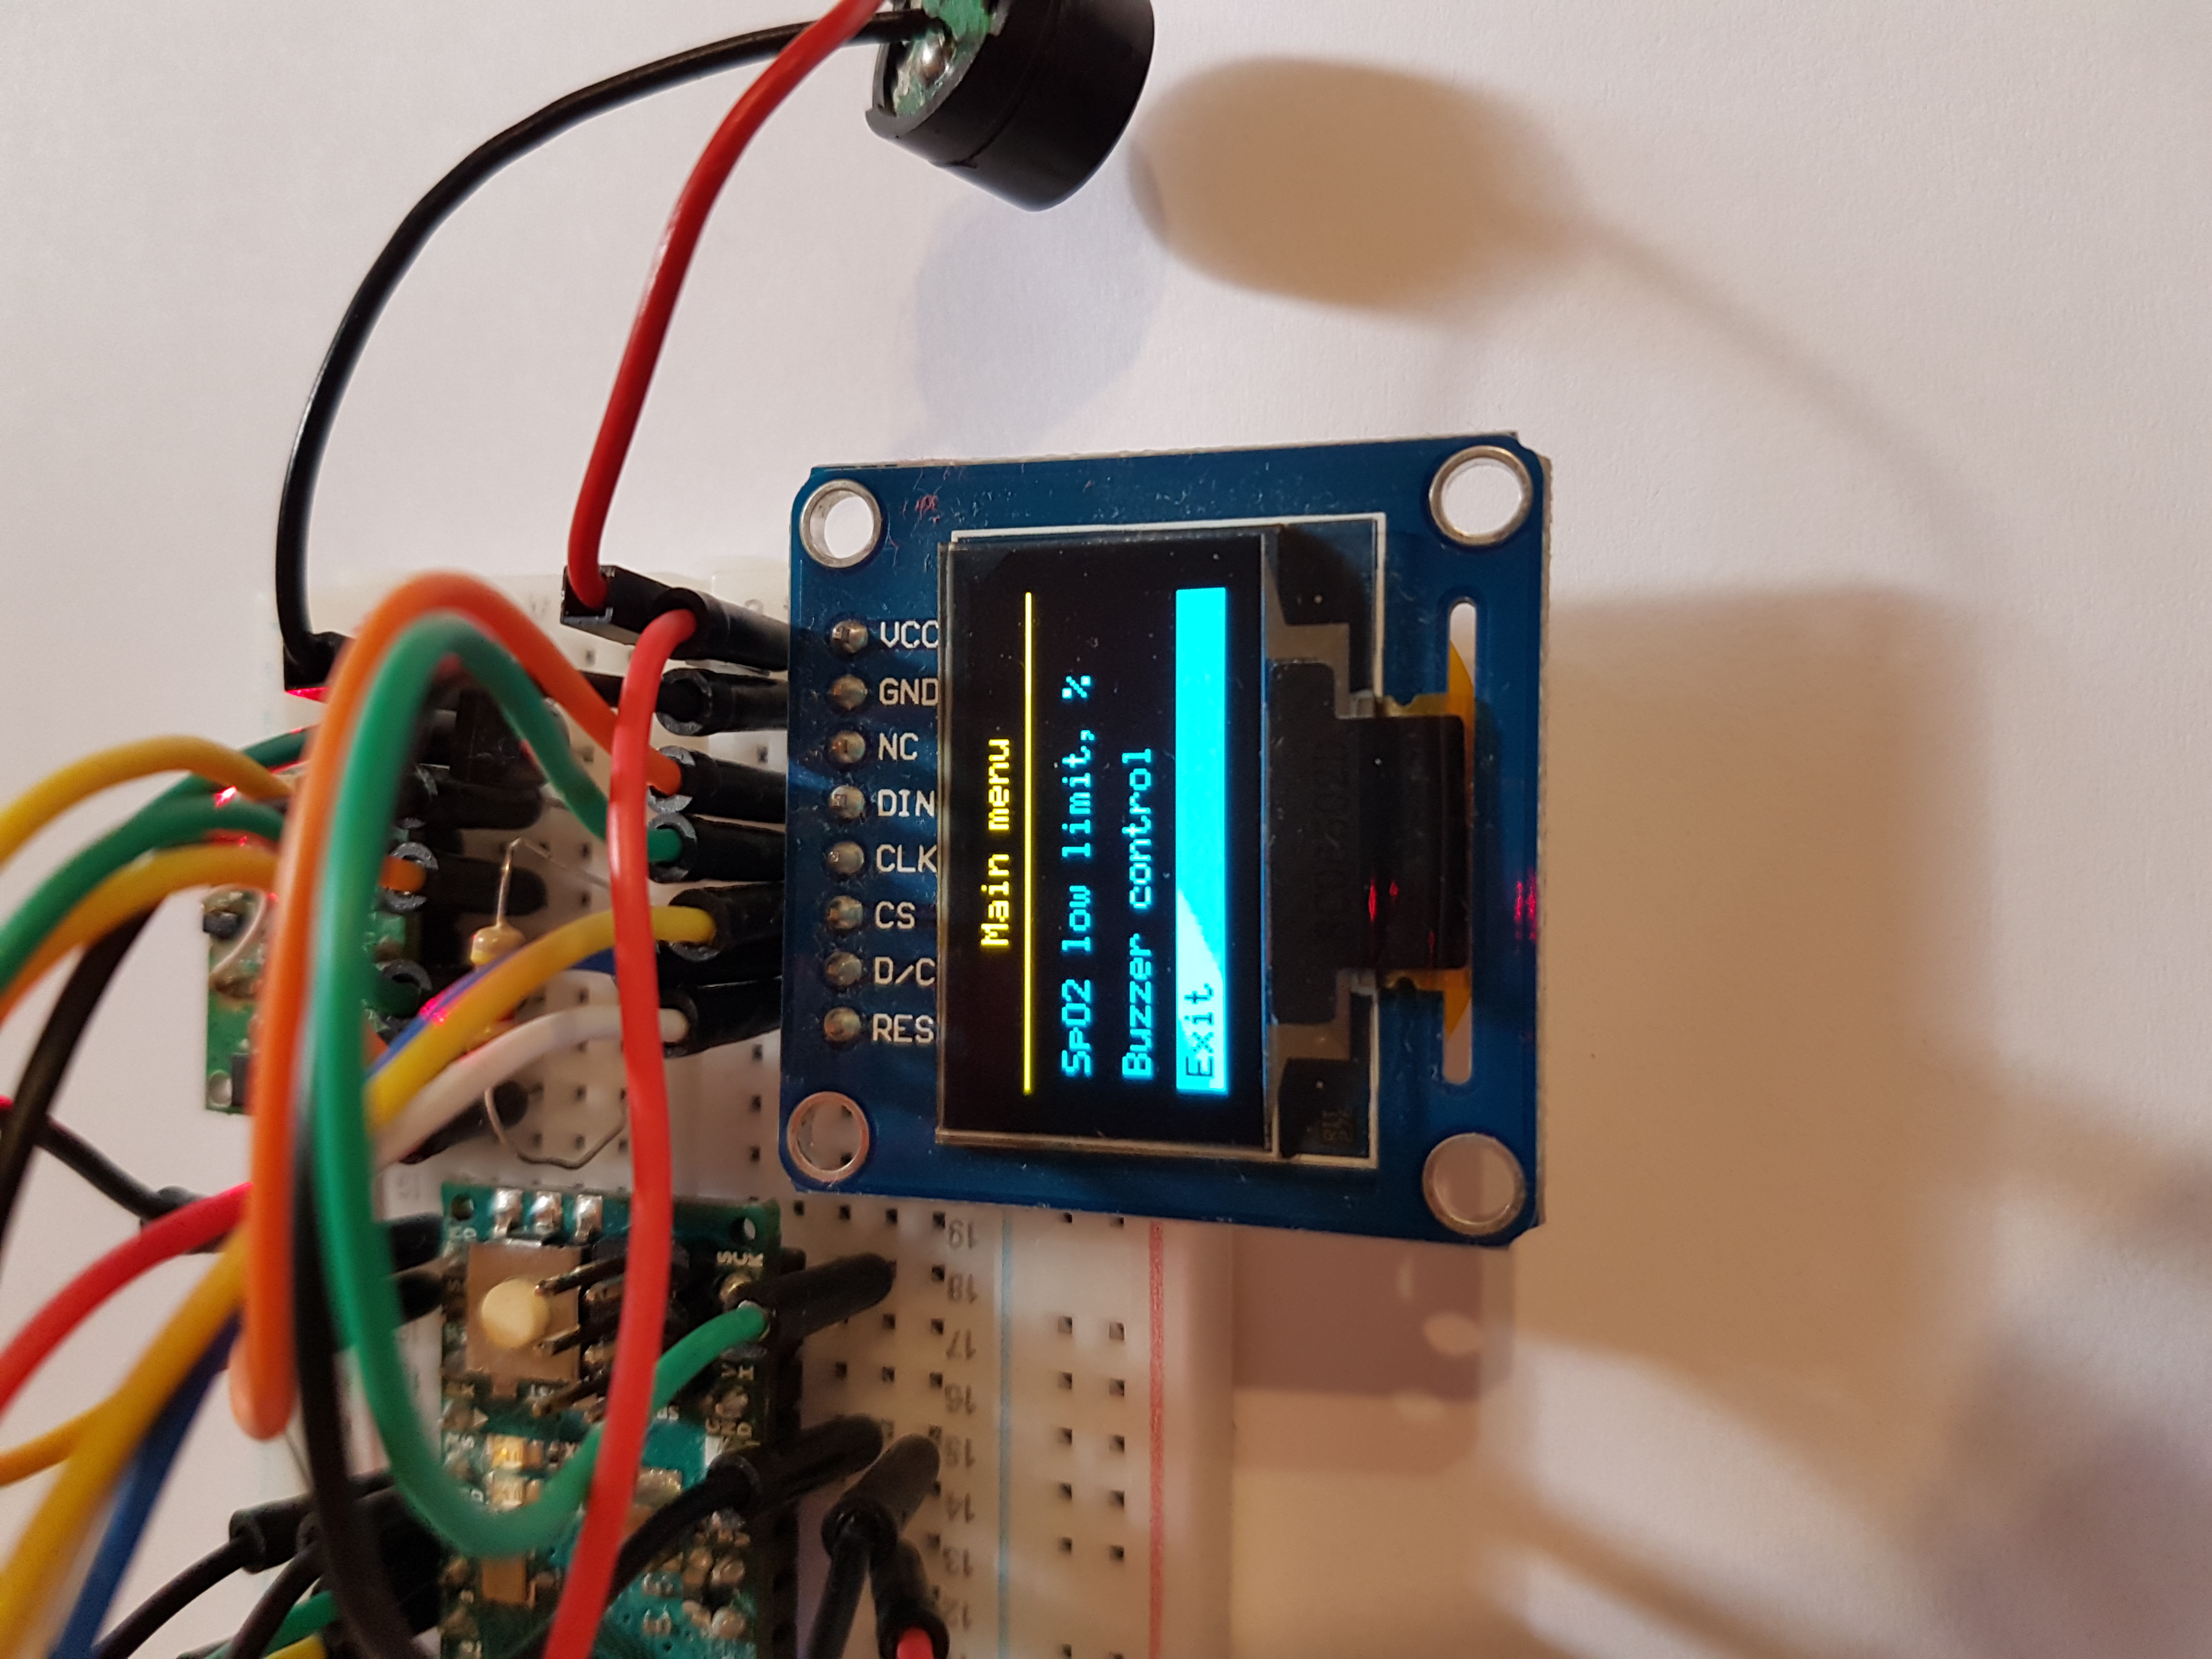 RES
D/C
CS
CLK
DIN
NC
GND
VCC
Main menu
SpO2 low limit, %
Buzzer control
Exit
12
13
14
15
16
17
18
19